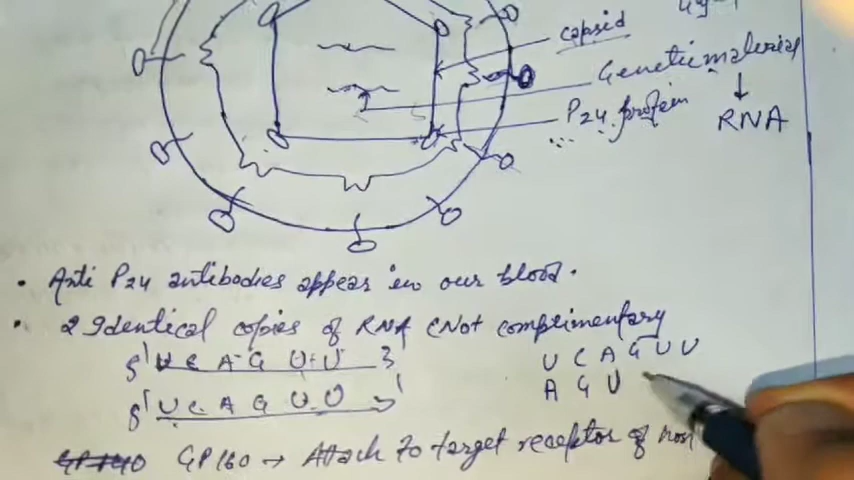 capsid
Genetic material
P24 protein
RNA
• Anti P24 antibodies appear in our blood.
• 2 Identical copies of RNA (Not complimentary
5' U C A G U U 3
5' U C A G U U 3'
U C A G U U
A G U
GP140 GP160 → Attach to target receptor of